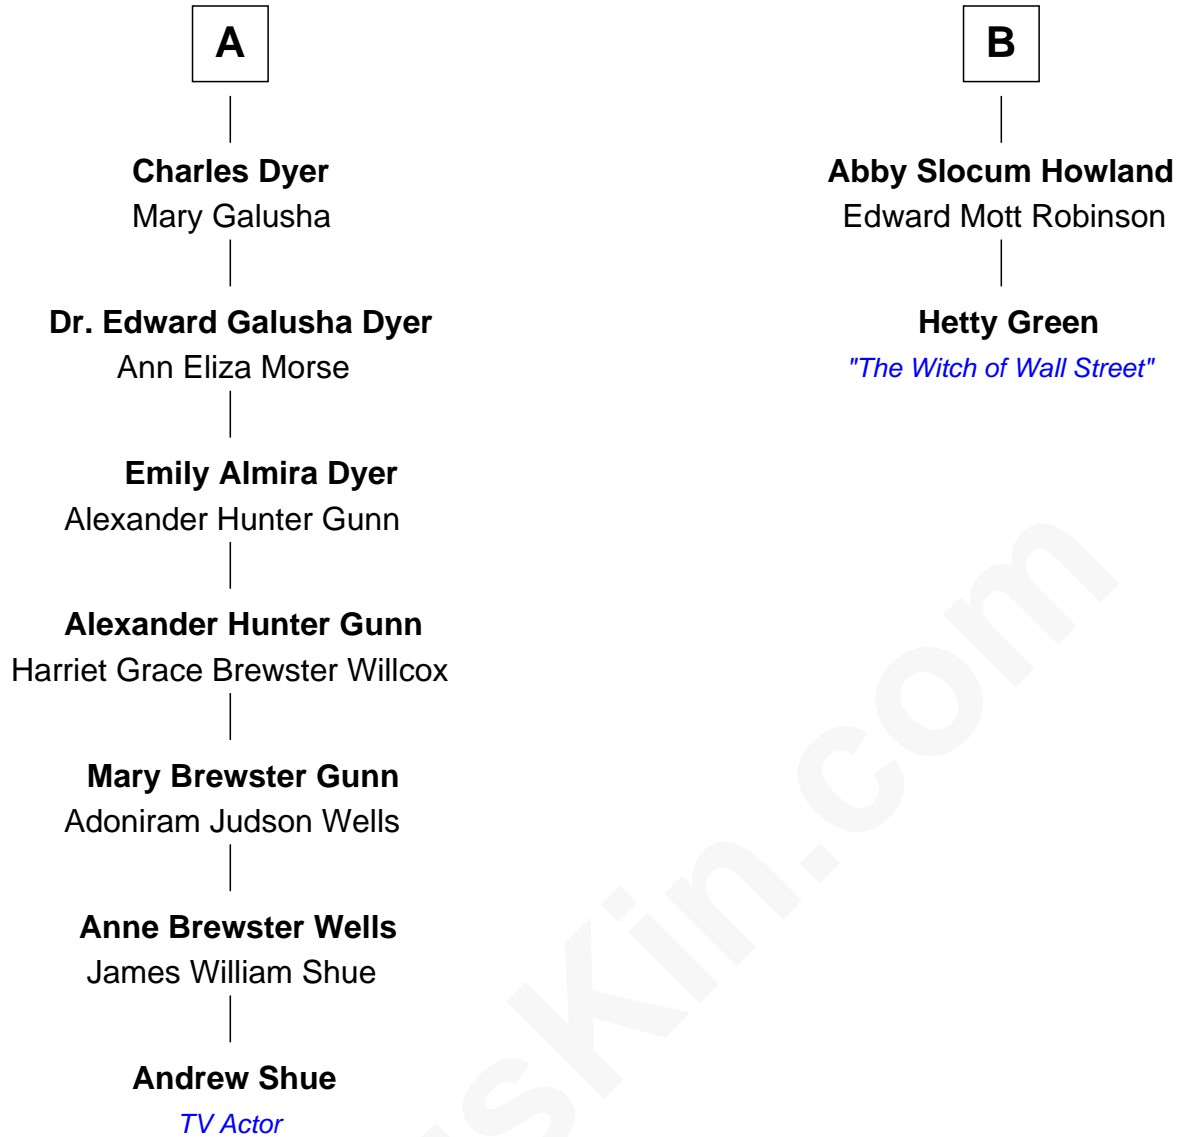 A
Charles Dyer
Mary Galusha
Dr. Edward Galusha Dyer
Ann Eliza Morse
Emily Almira Dyer
Alexander Hunter Gunn
Alexander Hunter Gunn
Harriet Grace Brewster Willcox
Mary Brewster Gunn
Adoniram Judson Wells
Anne Brewster Wells
James William Shue
Andrew Shue
TV Actor
B
Abby Slocum Howland
Edward Mott Robinson
Hetty Green
"The Witch of Wall Street"
sKin.com